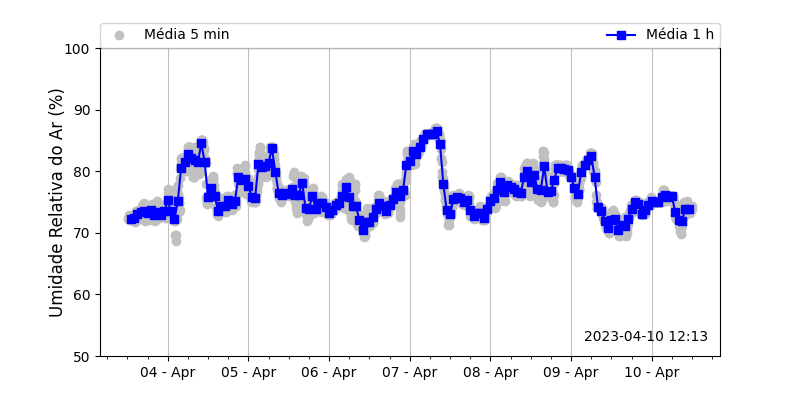 Média 5 min
Média 1 h
100
90
80
70
60
50
Umidade Relativa do Ar (%)
2023-04-10 12:13
04 - Apr
05 - Apr
06 - Apr
07 - Apr
08 - Apr
09 - Apr
10 - Apr